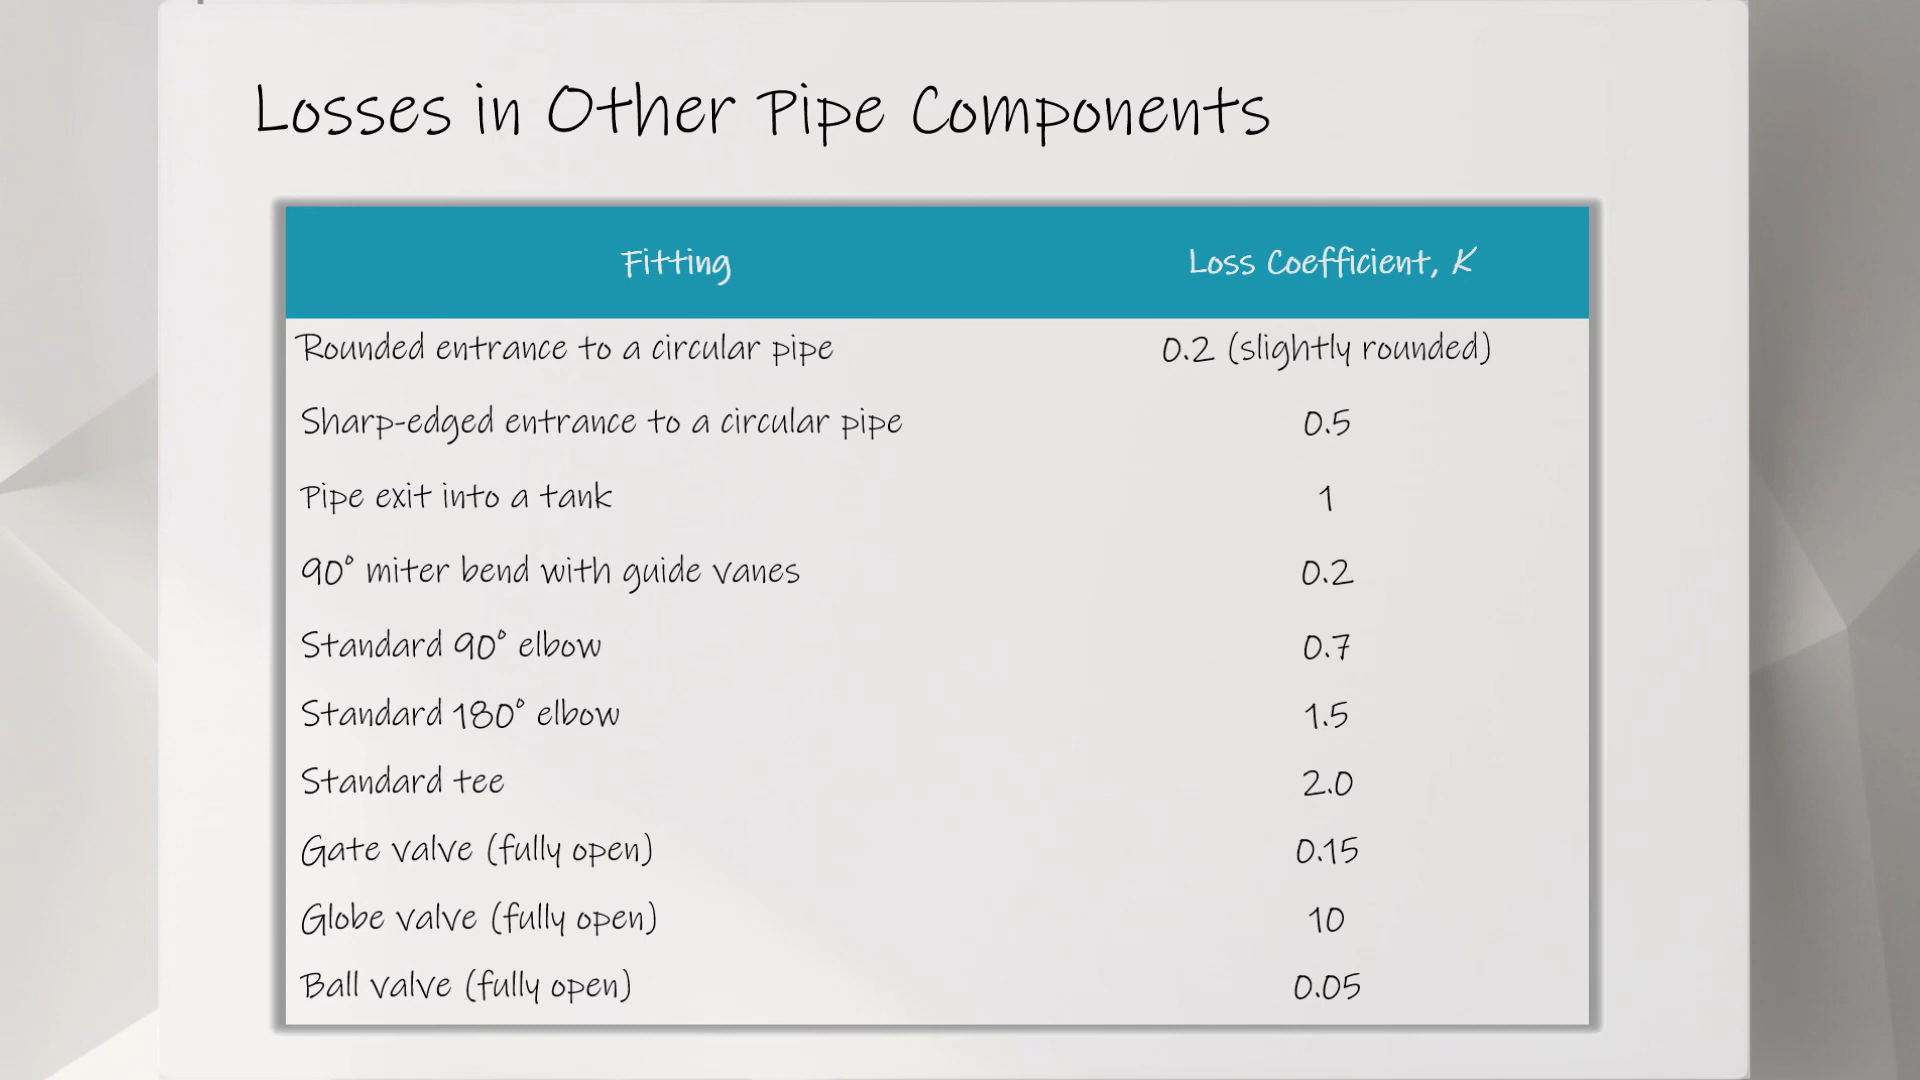 Losses in Other Pipe Components
Fitting Loss Coefficient, K
Rounded entrance to a circular pipe 0.2 (slightly rounded)
Sharp-edged entrance to a circular pipe 0.5
Pipe exit into a tank 1
90° miter bend with guide vanes 0.2
Standard 90° elbow 0.7
Standard 180° elbow 1.5
Standard tee 2.0
Gate valve (fully open) 0.15
Globe valve (fully open) 10
Ball valve (fully open) 0.05